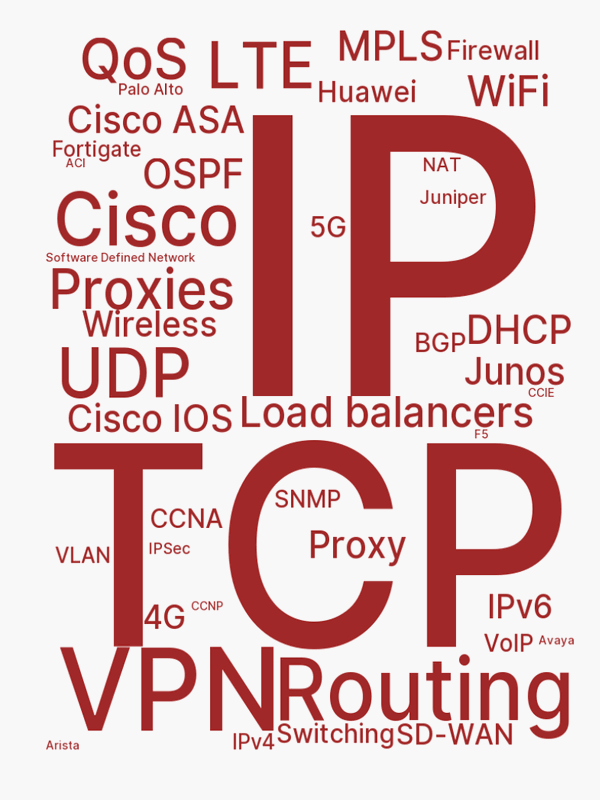 QoS
LTE
MPLS
Firewall
Palo Alto
Huawei
WiFi
Cisco ASA
IP
Fortigate
ACI
OSPF
NAT
Juniper
Cisco
5G
Software Defined Network
Proxies
Wireless
BGP
DHCP
UDP
Junos
CCIE
Cisco IOS
Load balancers
F5
TCP
SNMP
CCNA
Proxy
VLAN
IPSec
4G
CCNP
IPv6
VoIP
Avaya
VPN
Routing
Arista
IPv4
Switching
SD-WAN